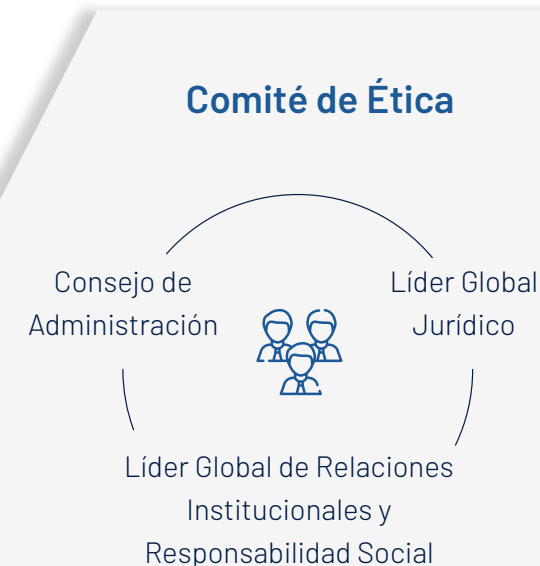 Comité de Ética
Consejo de
Administración
Líder Global
Jurídico
Líder Global de Relaciones
Institucionales y
Responsabilidad Social